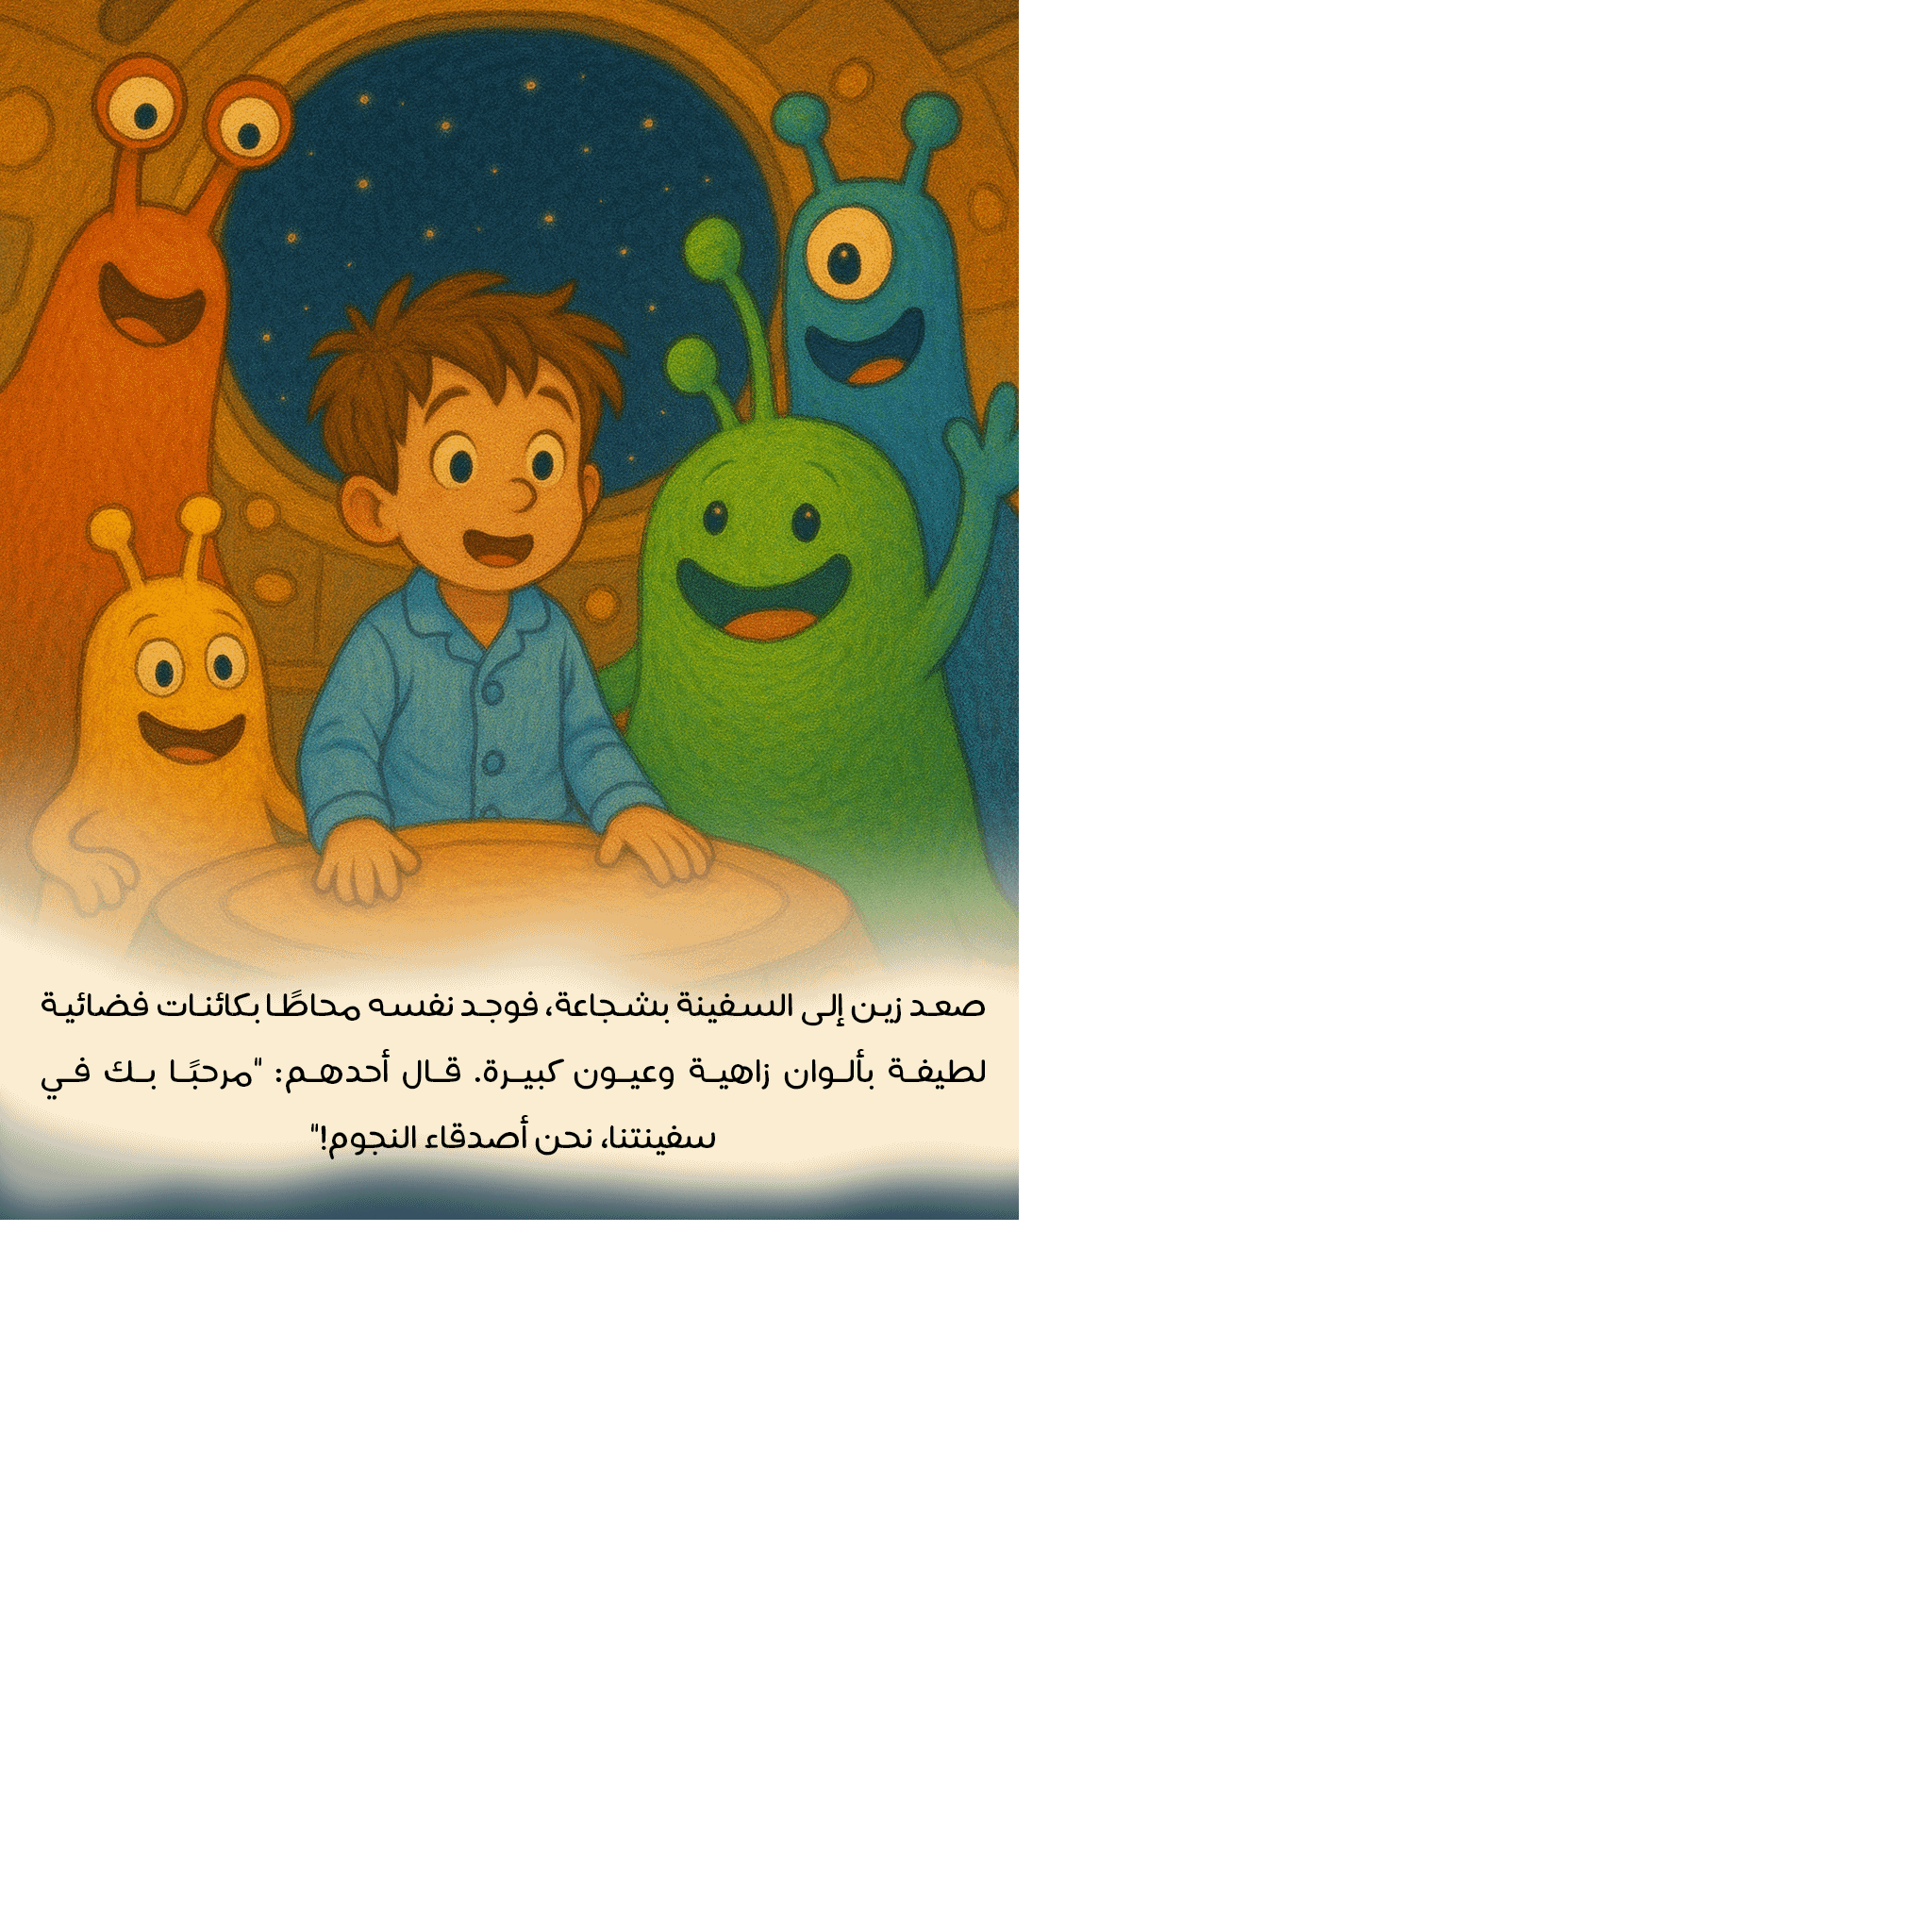 صعد زين إلى السفينة بشجاعة، فوجد نفسه محاطًا بكائنات فضائية
لطيفة بألوان زاهية وعيون كبيرة. قال أحدهم: "مرحبًا بك في
سفينتنا، نحن أصدقاء النجوم!"